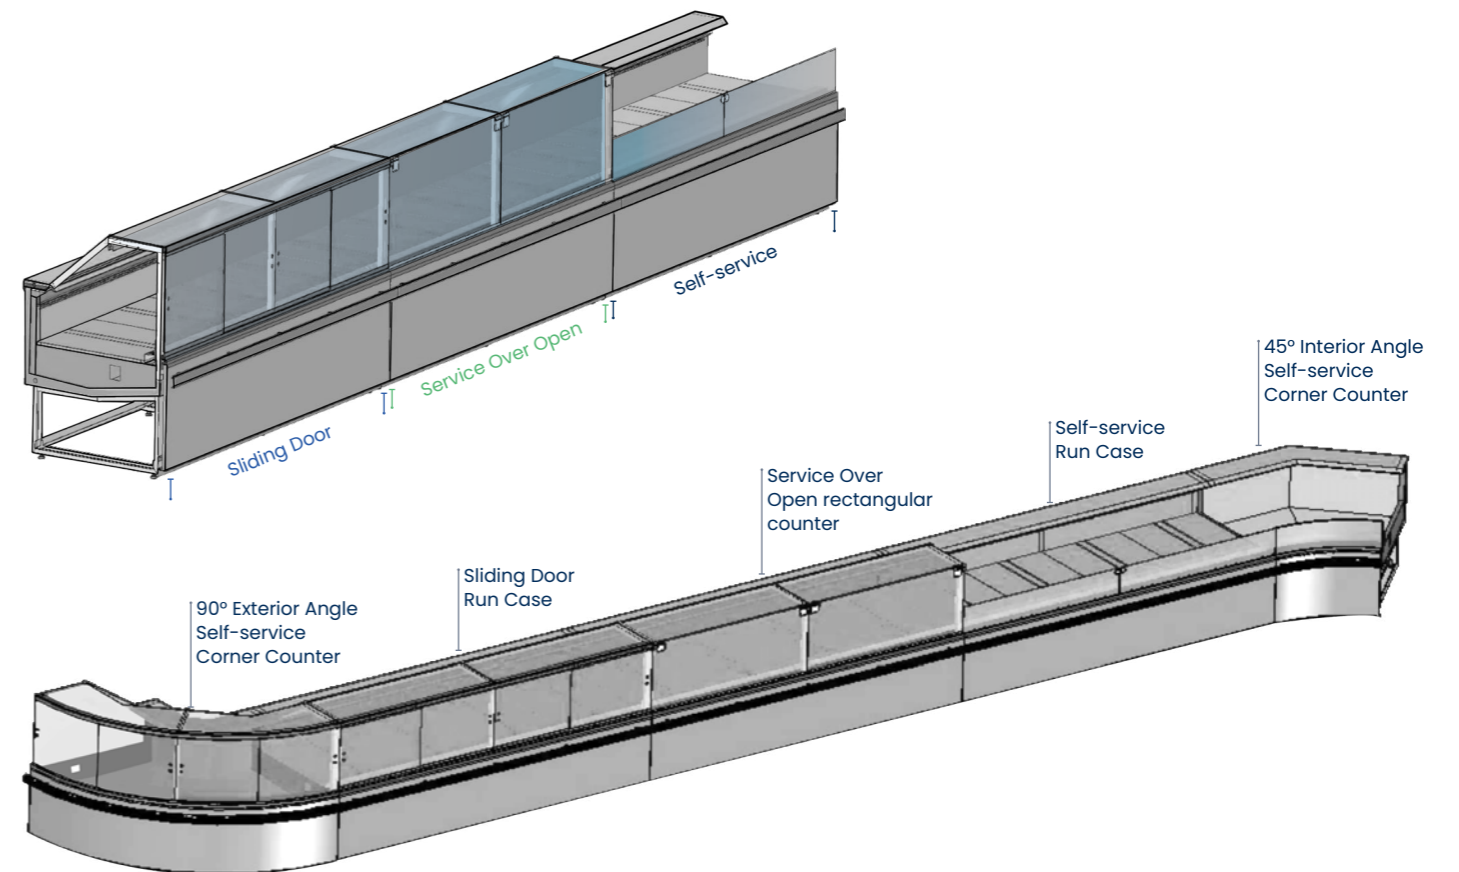 Self-service
Service Over Open
Sliding Door
45° Interior Angle
Self-service
Corner Counter
Self-service
Run Case
Service Over
Open rectangular
counter
Sliding Door
Run Case
90° Exterior Angle
Self-service
Corner Counter